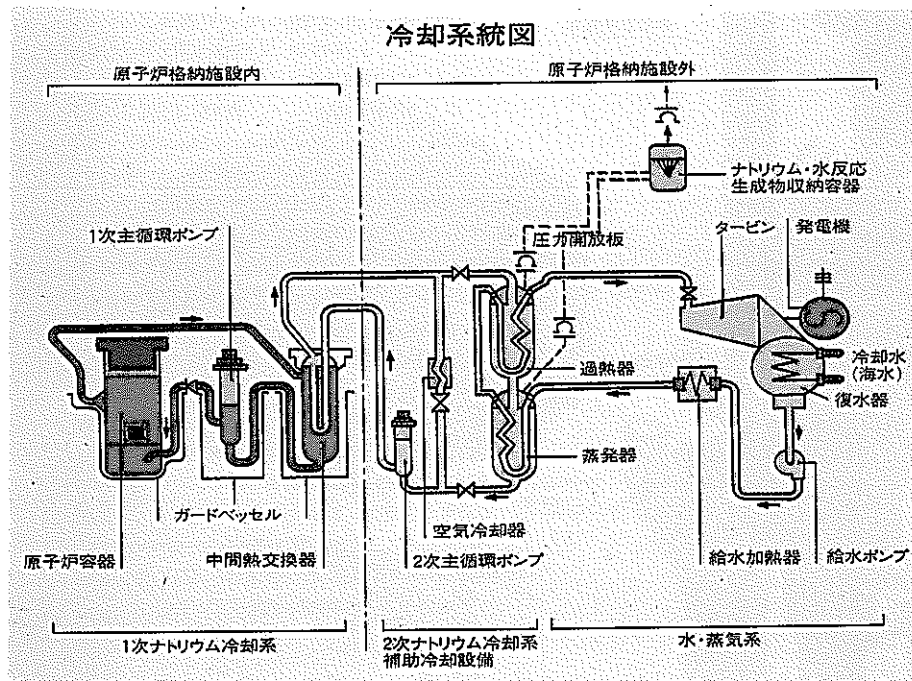 冷却系統図
原子炉格納施設内
原子炉格納施設外
ナトリウム・水反応
生成物収納容器
1次主循環ポンプ
圧力開放板
タービン
発電機
過熱器
冷却水
(海水)
復水器
蒸発器
ガードベッセル
空気冷却器
原子炉容器
中間熱交換器
2次主循環ポンプ
給水加熱器
給水ポンプ
1次ナトリウム冷却系
2次ナトリウム冷却系
補助冷却設備
水・蒸気系